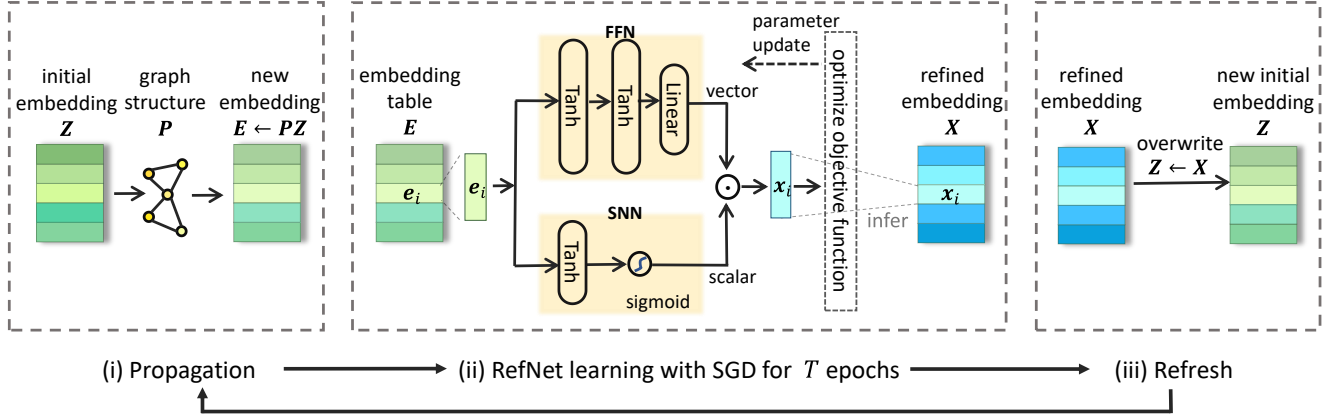 initial
embedding
Z
graph
structure
P
new
embedding
E ← PZ
embedding
table
E
e_i
e_i
FFN
Tanh
Tanh
Linear
vector
SNN
Tanh
sigmoid
scalar
parameter
update
x_i
optimize objective function
infer
refined
embedding
X
x_i
refined
embedding
X
overwrite
Z ← X
new initial
embedding
Z
(i) Propagation
(ii) RefNet learning with SGD for T epochs
(iii) Refresh